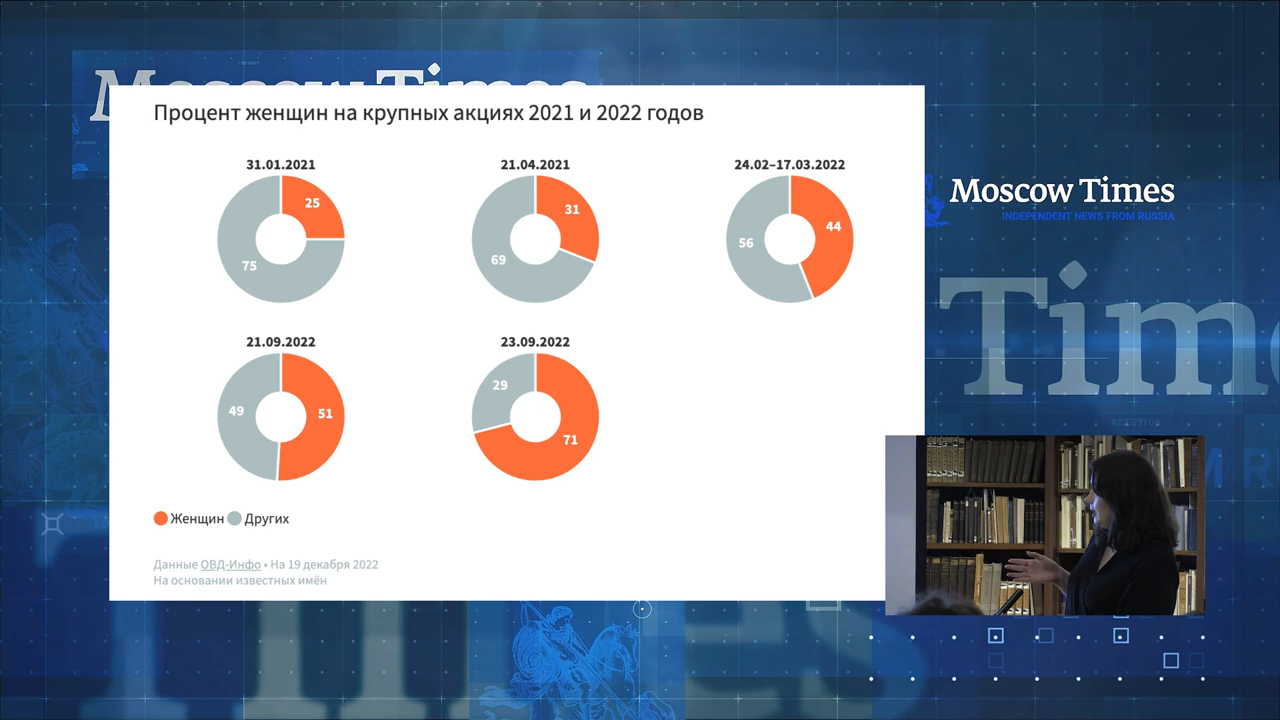 Moscow Times
Процент женщин на крупных акциях 2021 и 2022 годов
31.01.2021
25
75
21.04.2021
31
69
24.02–17.03.2022
44
56
21.09.2022
49
51
23.09.2022
29
71
Женщин
Других
Данные ОВД-Инфо • На 19 декабря 2022
На основании известных имён
Moscow Times
INDEPENDENT NEWS FROM RUSSIA
Time